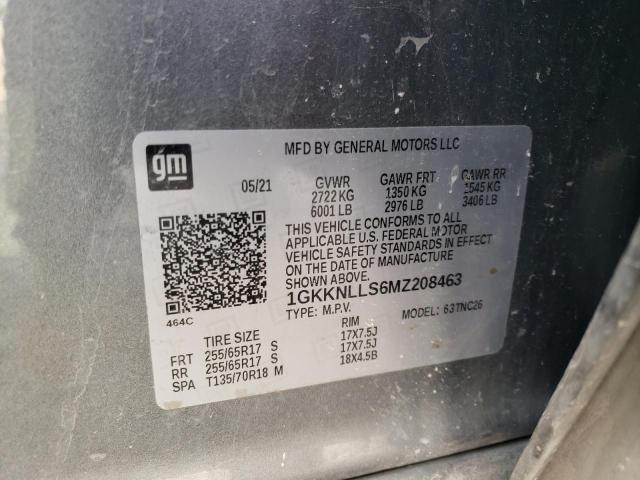 gm
MFD BY GENERAL MOTORS LLC
05/21 GVWR GAWR FRT GAWR RR
2722 KG 1350 KG 1545 KG
6001 LB 2976 LB 3406 LB
THIS VEHICLE CONFORMS TO ALL
APPLICABLE U.S. FEDERAL MOTOR
VEHICLE SAFETY STANDARDS IN EFFECT
ON THE DATE OF MANUFACTURE
SHOWN ABOVE.
1GKKNLLS6MZ208463
464C TYPE: M.P.V. MODEL: 63TNC26
TIRE SIZE RIM
FRT 255/65R17 S 17X7.5J
RR 255/65R17 S 17X7.5J
SPA T135/70R18 M 18X4.5B